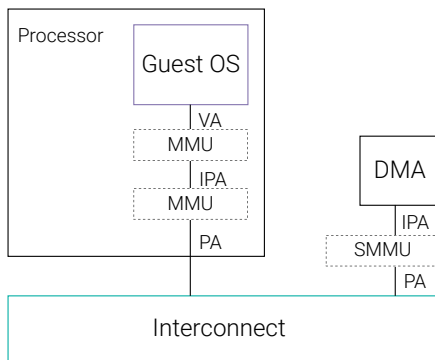 Processor
Guest OS
VA
MMU
IPA
MMU
PA
DMA
IPA
SMMU
PA
Interconnect